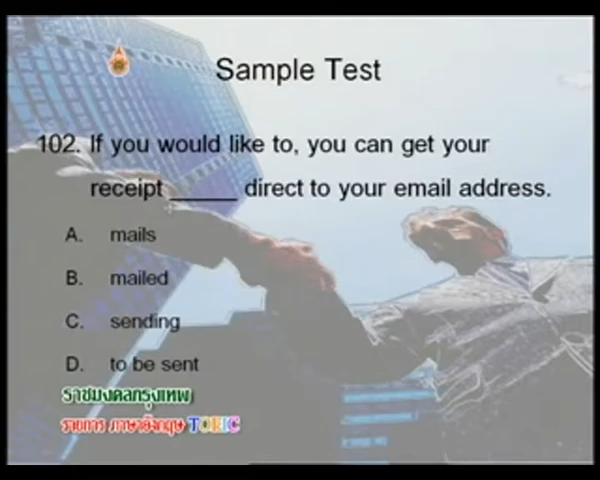 Sample Test
102. If you would like to, you can get your
receipt _____ direct to your email address.
A. mails
B. mailed
C. sending
D. to be sent
ราชมงคลกรุงเทพ
รายการ ภาษาอังกฤษ TOEIC